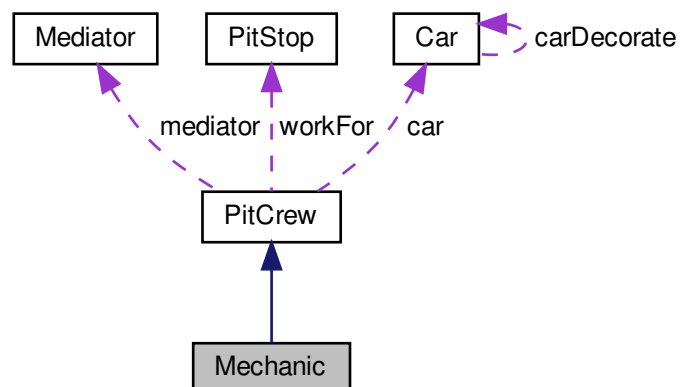 Mediator
PitStop
Car
carDecorate
mediator
workFor
car
PitCrew
Mechanic